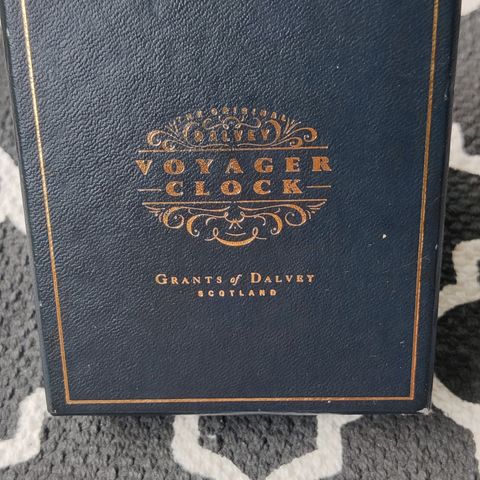 THE ORIGINAL
DALVEY
VOYAGER
CLOCK
GRANTS of DALVEY
SCOTLAND